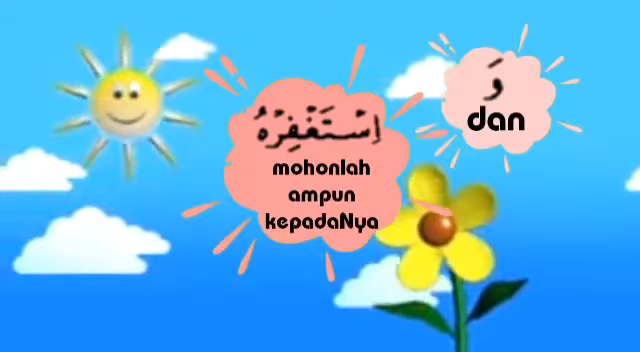 وَ
dan
اِسْتَغْفِرْهُ
mohonlah
ampun
kepadaNya